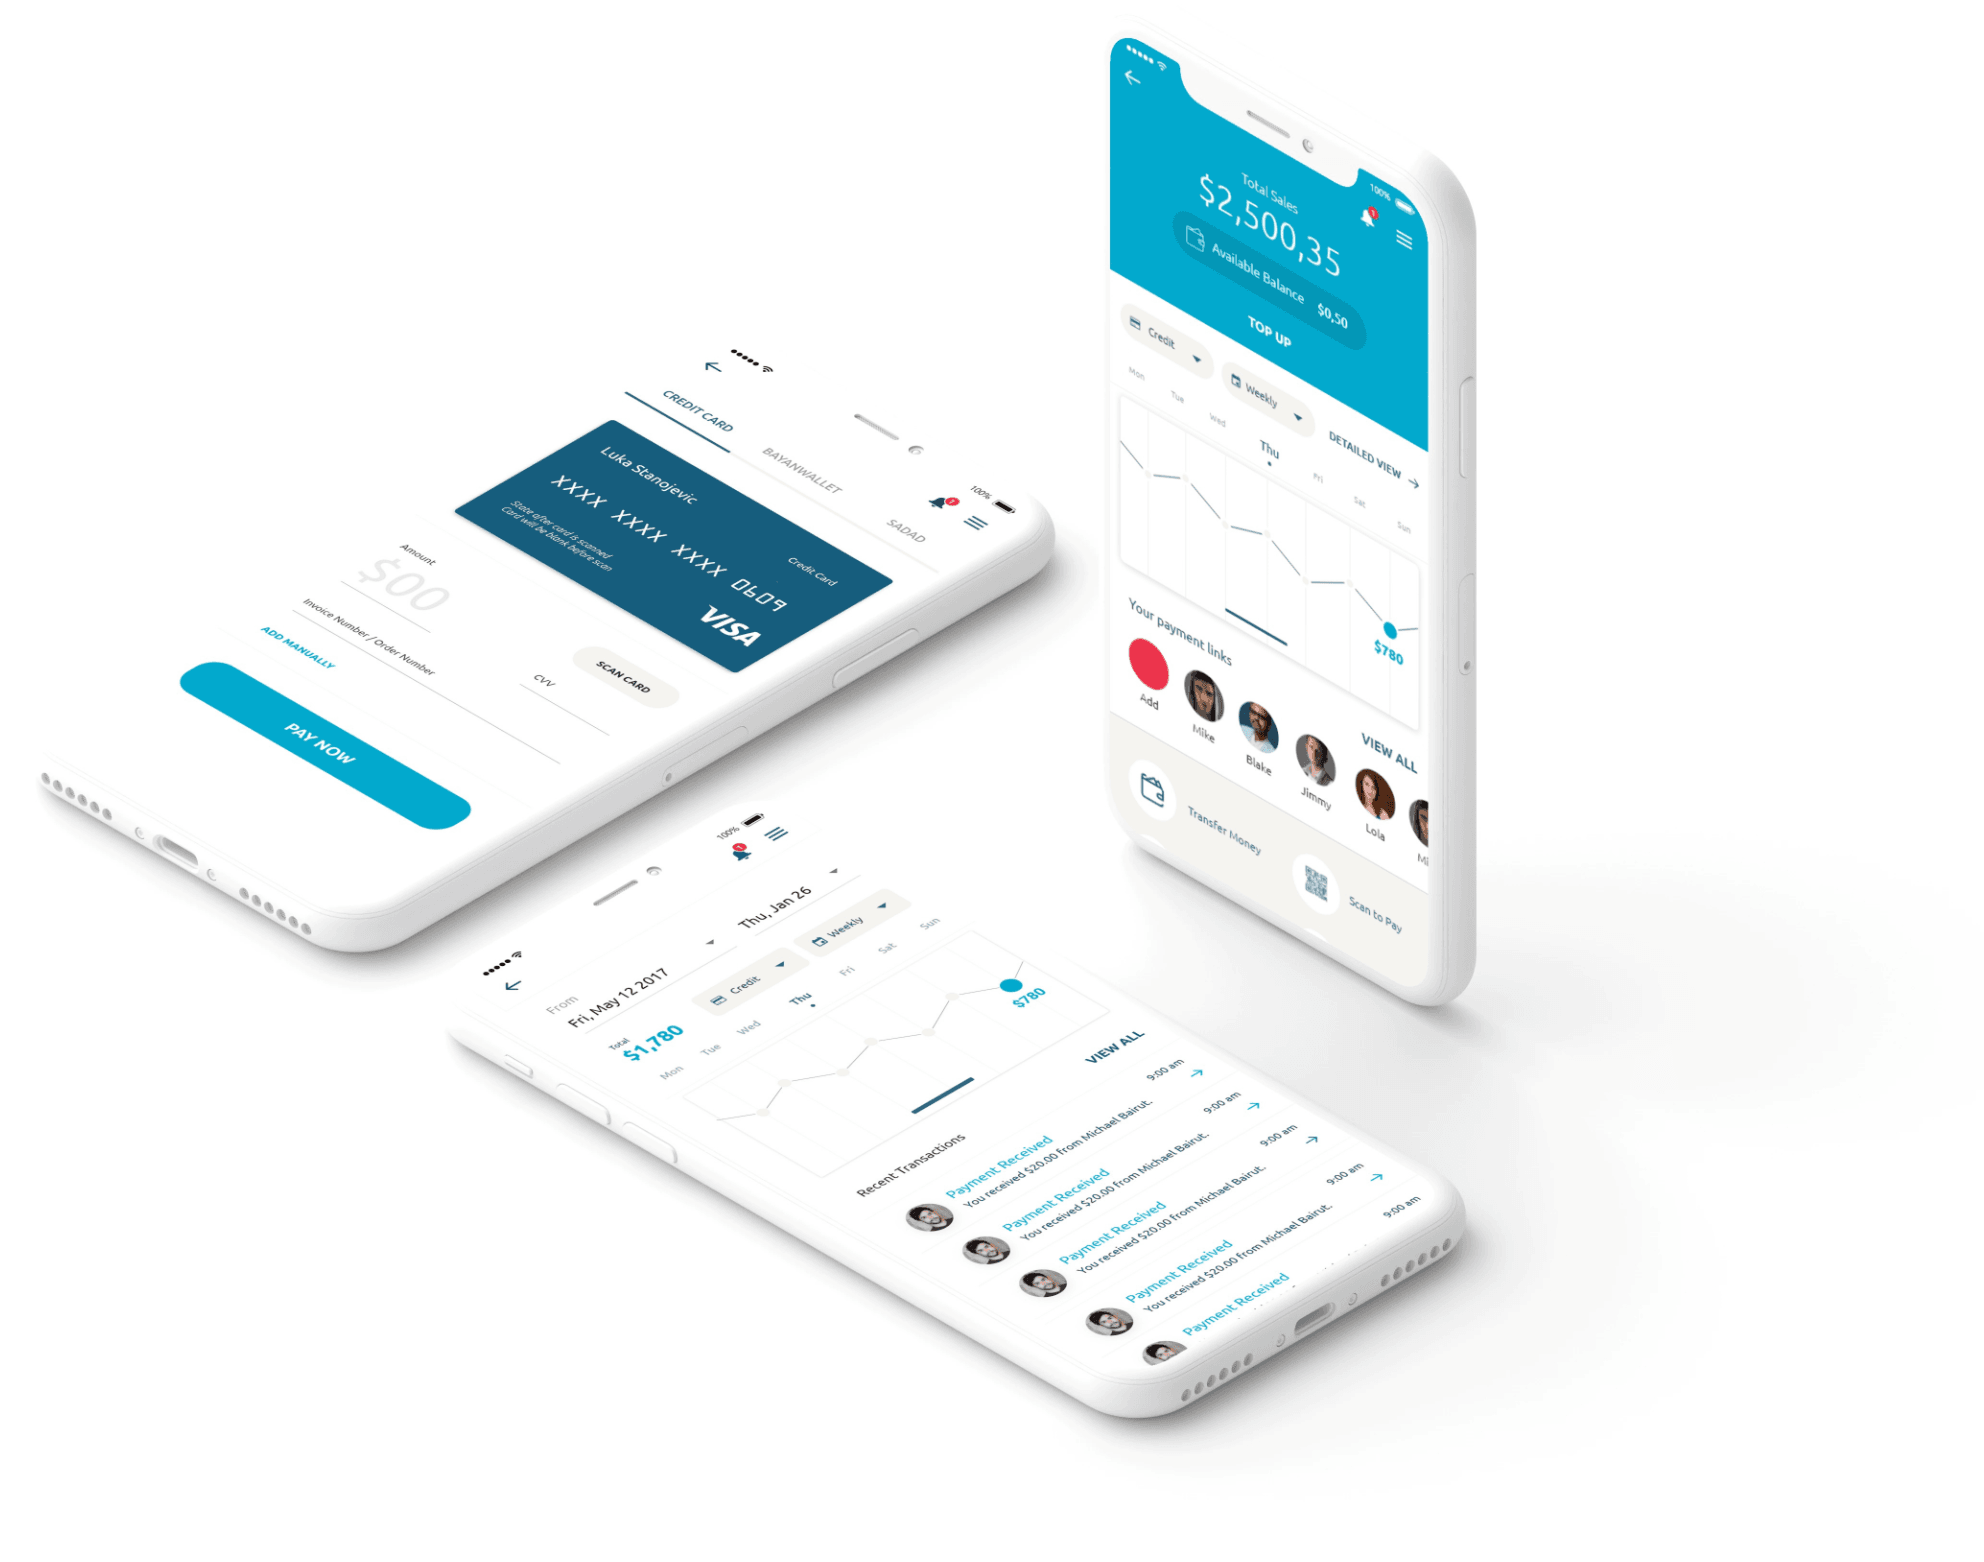 100%
1
Total Sales
$2,500,35
Available Balance $0,50
TOP UP
Credit
Weekly
DETAILED VIEW
Mon
Tue
Wed
Thu
Fri
Sat
Sun
$780
Your payment links
VIEW ALL
Add
Mike
Blake
Jimmy
Lola
Mi
Transfer Money
Scan to Pay
100%
CREDIT CARD
BAYANWALLET
SADAD
Luka Stanojevic
XXXX XXXX XXXX 0609
State after card is scanned
Card will be blank before scan
Credit Card
VISA
Amount
$00
SCAN CARD
Invoice Number / Order Number
CVV
ADD MANUALLY
PAY NOW
100%
1
From
Fri, May 12 2017
Thu, Jan 26
Total
$1,780
Credit
Weekly
Mon
Tue
Wed
Thu
Fri
Sat
Sun
$780
Recent Transactions
VIEW ALL
Payment Received
9:00 am
You received $20.00 from Michael Bairut.
Payment Received
9:00 am
You received $20.00 from Michael Bairut.
Payment Received
9:00 am
You received $20.00 from Michael Bairut.
Payment Received
9:00 am
You received $20.00 from Michael Bairut.
Payment Received
9:00 am